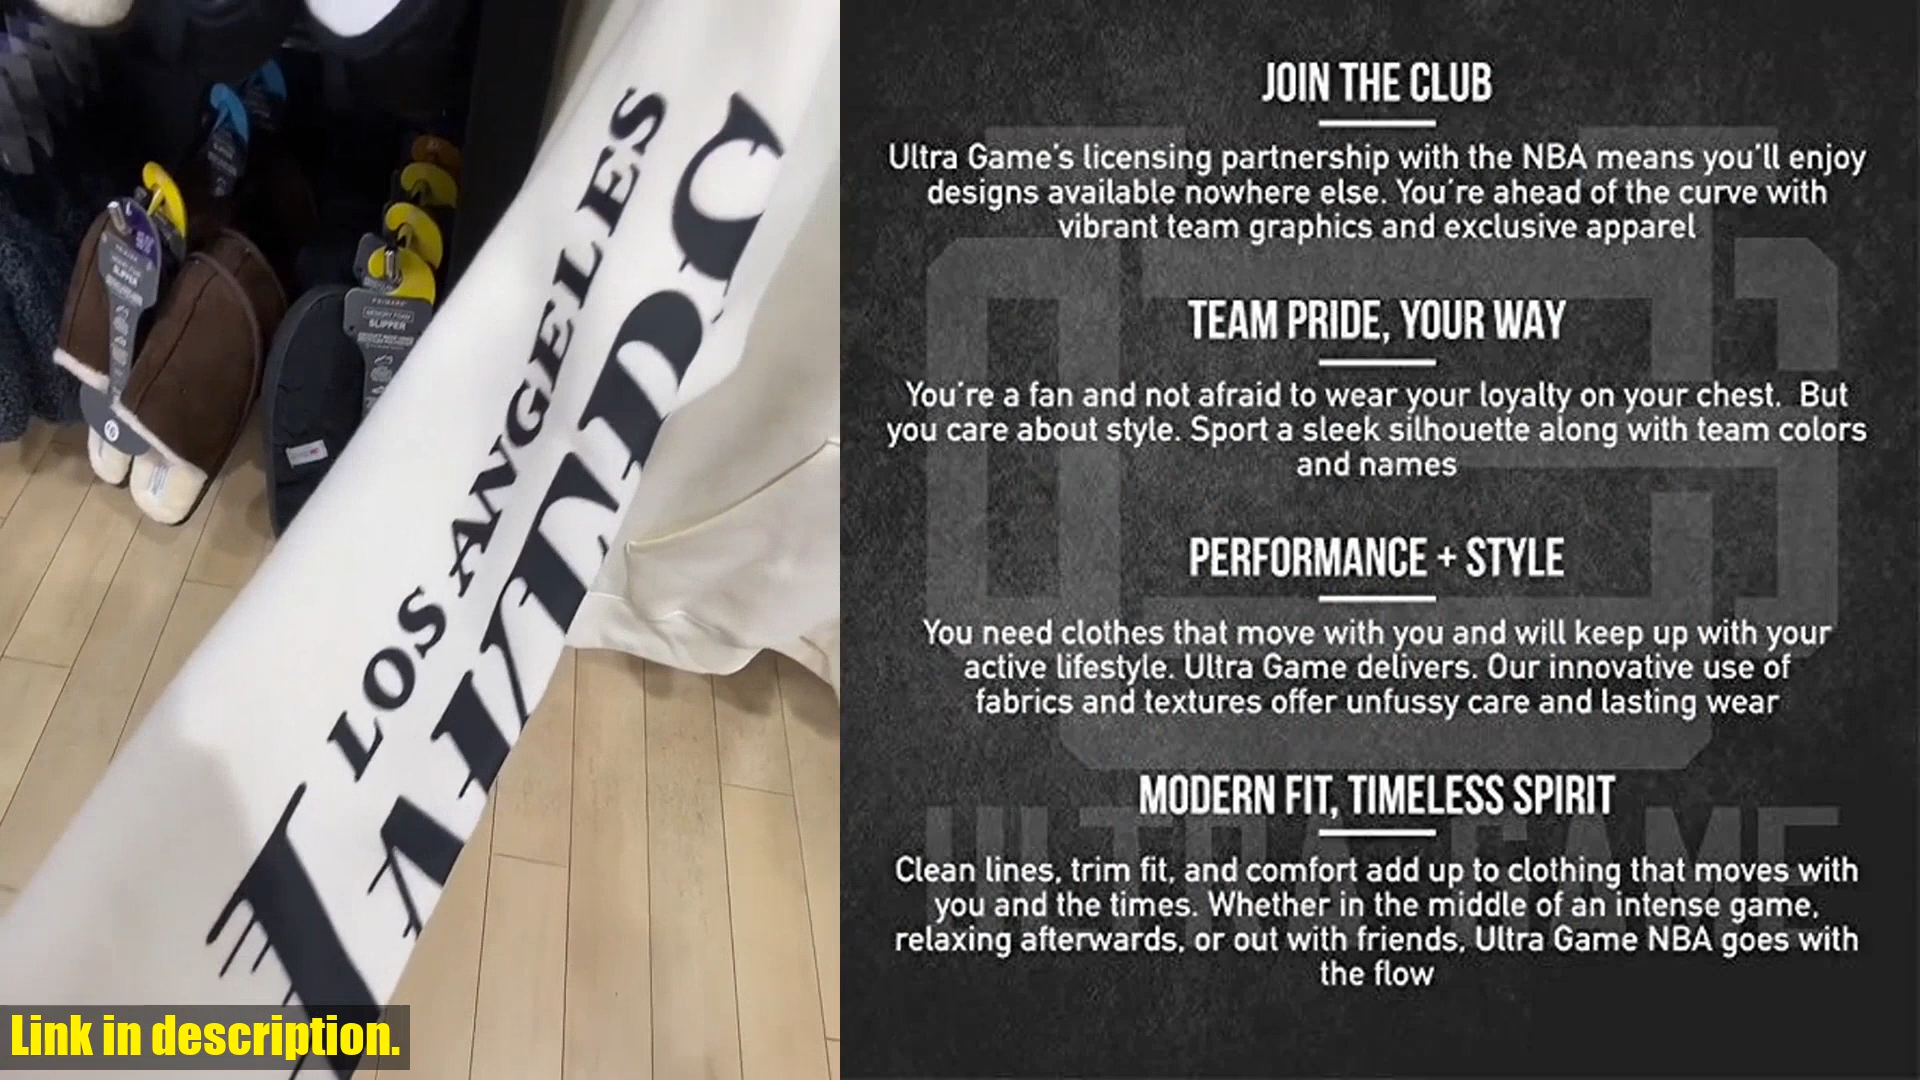 LOS ANGELES
PRIMARK
MEMORY FOAM
SLIPPER
SLIPPER
Link in description.
JOIN THE CLUB
Ultra Game's licensing partnership with the NBA means you'll enjoy
designs available nowhere else. You're ahead of the curve with
vibrant team graphics and exclusive apparel
TEAM PRIDE, YOUR WAY
You're a fan and not afraid to wear your loyalty on your chest.  But
you care about style. Sport a sleek silhouette along with team colors
and names
PERFORMANCE + STYLE
You need clothes that move with you and will keep up with your
active lifestyle. Ultra Game delivers. Our innovative use of
fabrics and textures offer unfussy care and lasting wear
MODERN FIT, TIMELESS SPIRIT
Clean lines, trim fit, and comfort add up to clothing that moves with
you and the times. Whether in the middle of an intense game,
relaxing afterwards, or out with friends, Ultra Game NBA goes with
the flow
ULTRA GAME